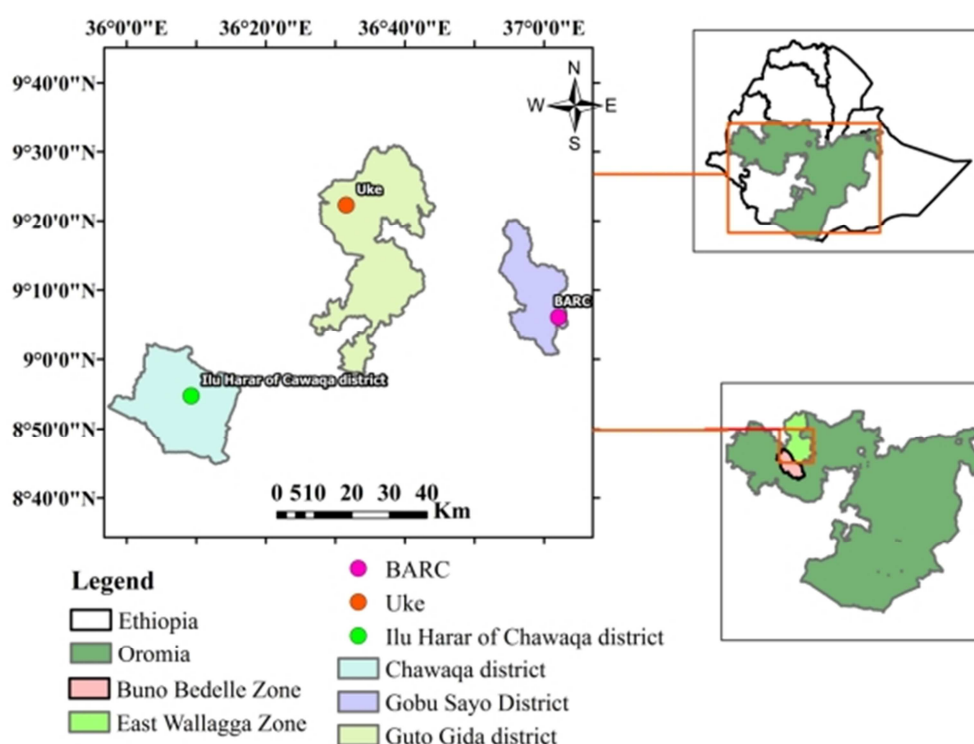 36°0'0"E 36°20'0"E 36°40'0"E 37°0'0"E
9°40'0"N
9°30'0"N
9°20'0"N
9°10'0"N
9°0'0"N
8°50'0"N
8°40'0"N
N
W E
S
Uke
BARC
Ilu Harar of Cawaqa district
0 5 10 20 30 40
Km
Legend
Ethiopia
Oromia
Buno Bedelle Zone
East Wallagga Zone
BARC
Uke
Ilu Harar of Chawaqa district
Chawaqa district
Gobu Sayo District
Guto Gida district